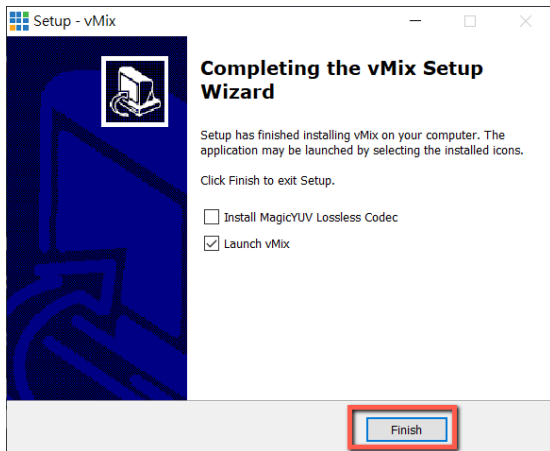 Setup - vMix
Completing the vMix Setup
Wizard
Setup has finished installing vMix on your computer. The
application may be launched by selecting the installed icons.
Click Finish to exit Setup.
Install MagicYUV Lossless Codec
Launch vMix
Finish